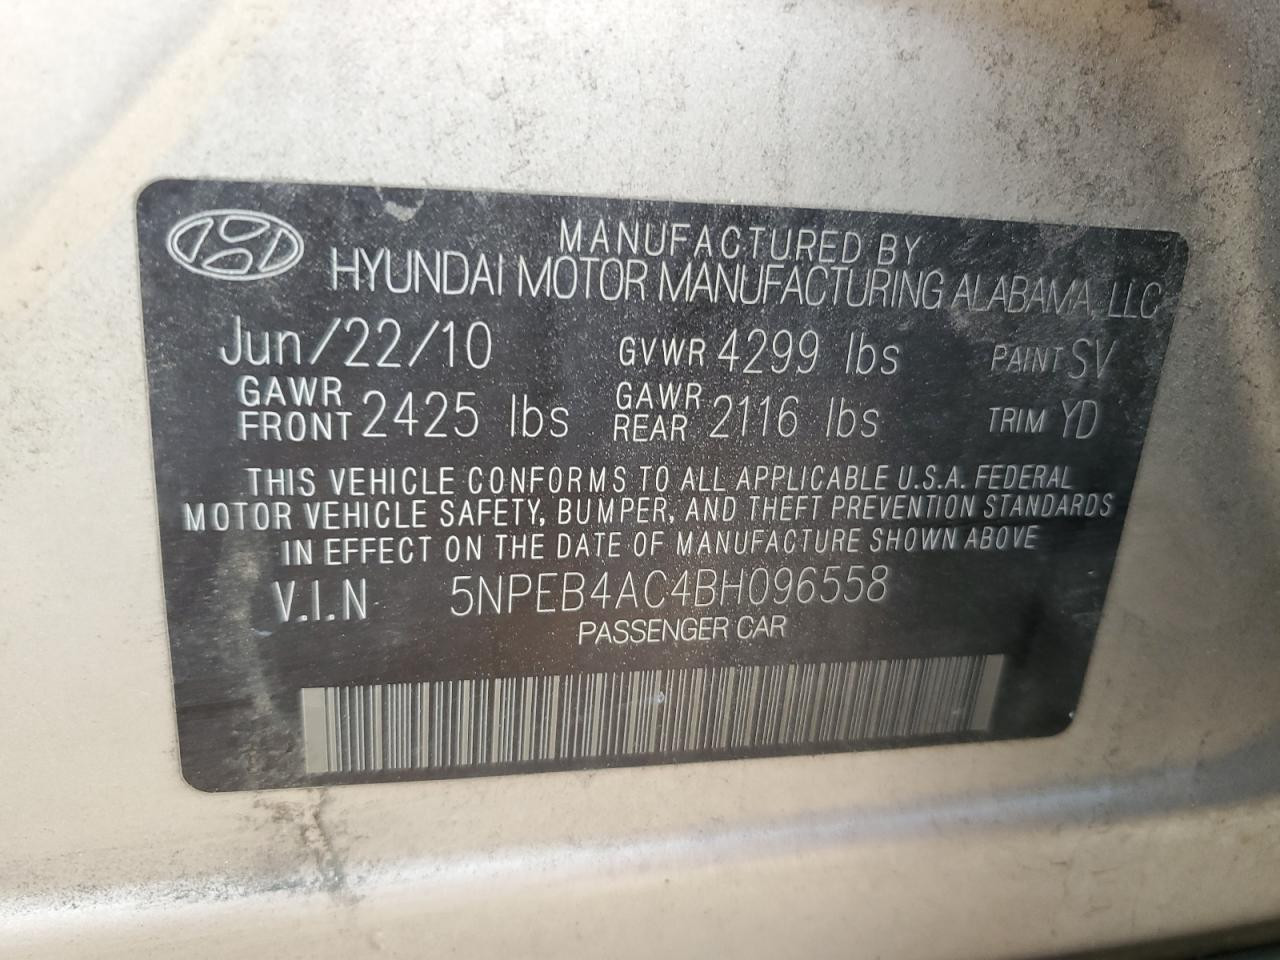 MANUFACTURED BY
HYUNDAI MOTOR MANUFACTURING ALABAMA, LLC
Jun/22/10 GVWR 4299 lbs PAINT SV
GAWR FRONT 2425 lbs GAWR REAR 2116 lbs TRIM YD
THIS VEHICLE CONFORMS TO ALL APPLICABLE U.S.A. FEDERAL
MOTOR VEHICLE SAFETY, BUMPER, AND THEFT PREVENTION STANDARDS
IN EFFECT ON THE DATE OF MANUFACTURE SHOWN ABOVE
V.I.N 5NPEB4AC4BH096558
PASSENGER CAR